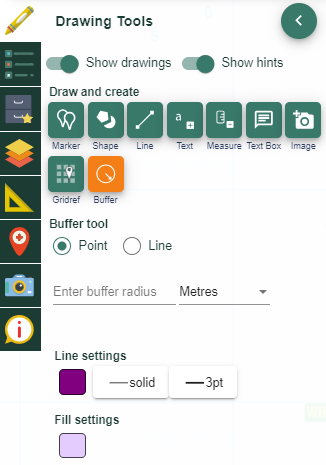 Drawing Tools
Show drawings Show hints
Draw and create
Marker Shape Line Text Measure Text Box Image
Gridref Buffer
Buffer tool
Point Line
Enter buffer radius Metres
Line settings
solid 3pt
Fill settings